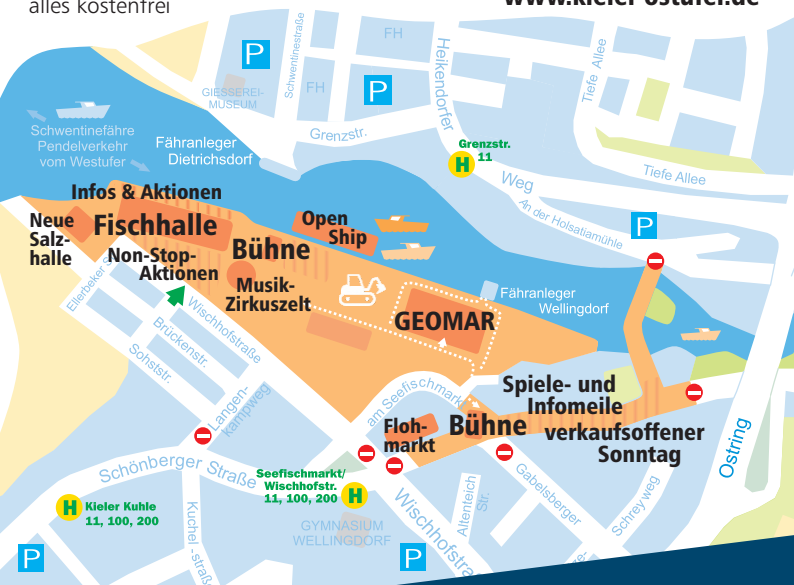 alles kostenfrei
www.kieler-ostufer.de
P
P
FH
FH
Schwentinestraße
GIESSEREI-
MUSEUM
Heikendorfer
Weg
Tiefe Allee
Tiefe Allee
Grenzstr.
Grenzstr.
11
H
Schwentinefähre
Pendelverkehr
vom Westufer
Fähranleger
Dietrichsdorf
An der Holsatiamühle
P
Infos & Aktionen
Neue
Salz-
halle
Fischhalle
Open
Ship
Bühne
Non-Stop-
Aktionen
Musik-
Zirkuszelt
GEOMAR
Fähranleger
Wellingdorf
Ellerbeker
Wischhofstraße
Brückenstr.
Sohststr.
Langen-
kampweg
am Seefischmarkt
Spiele- und
Infomeile
Floh-
markt
Bühne
verkaufsoffener
Sonntag
Ostring
Schönberger Straße
Seefischmarkt/
Wischhofstr.
11, 100, 200
H
H
Kieler Kuhle
11, 100, 200
Kuchel-straße
GYMNASIUM
WELLINGDORF
Altenteich
Str.
Gabelsberger
Schreyweg
P
P